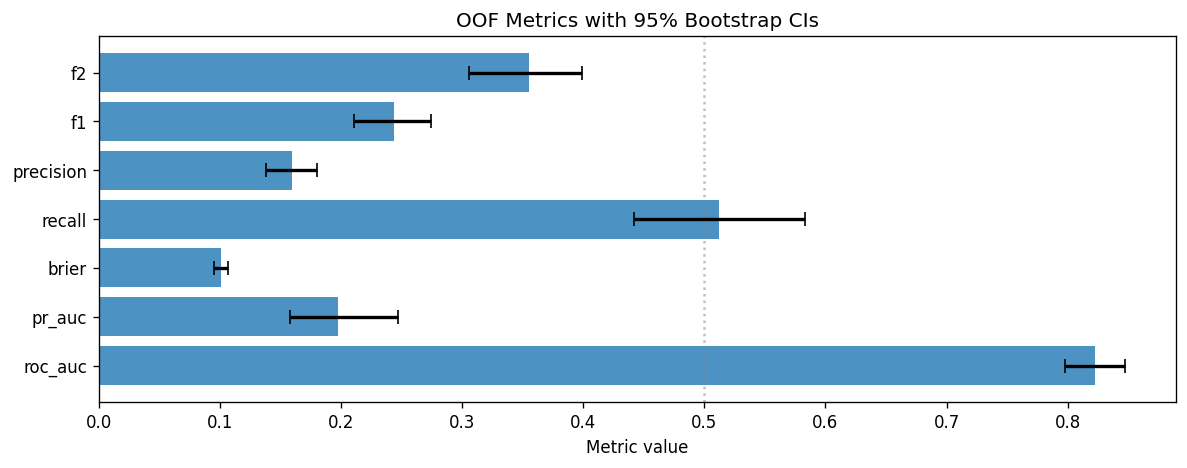 OOF Metrics with 95% Bootstrap CIs
f2
f1
precision
recall
brier
pr_auc
roc_auc
0.0 0.1 0.2 0.3 0.4 0.5 0.6 0.7 0.8
Metric value